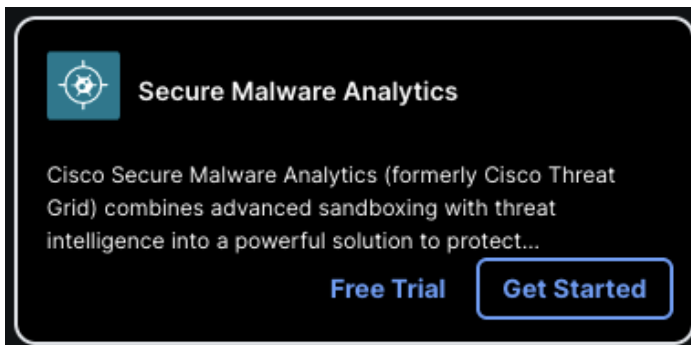 Secure Malware Analytics
Cisco Secure Malware Analytics (formerly Cisco Threat
Grid) combines advanced sandboxing with threat
intelligence into a powerful solution to protect...
Free Trial
Get Started